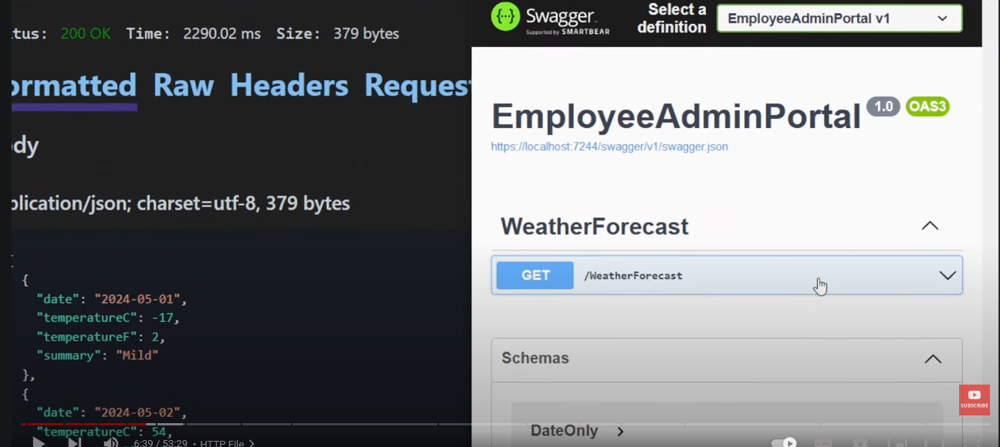 tus: 200 OK Time: 2290.02 ms Size: 379 bytes
ormatted Raw Headers Reques
dy
plication/json; charset=utf-8, 379 bytes
{
"date": "2024-05-01",
"temperatureC": -17,
"temperatureF": 2,
"summary": "Mild"
},
{
"date": "2024-05-02",
"temperatureC": 54,
6:39 / 53:29 • HTTP File >
{··} Swagger
Supported by SMARTBEAR
Select a
definition
EmployeeAdminPortal v1
EmployeeAdminPortal 1.0 OAS3
https://localhost:7244/swagger/v1/swagger.json
WeatherForecast
GET /WeatherForecast
Schemas
DateOnly >
SUBSCRIBE